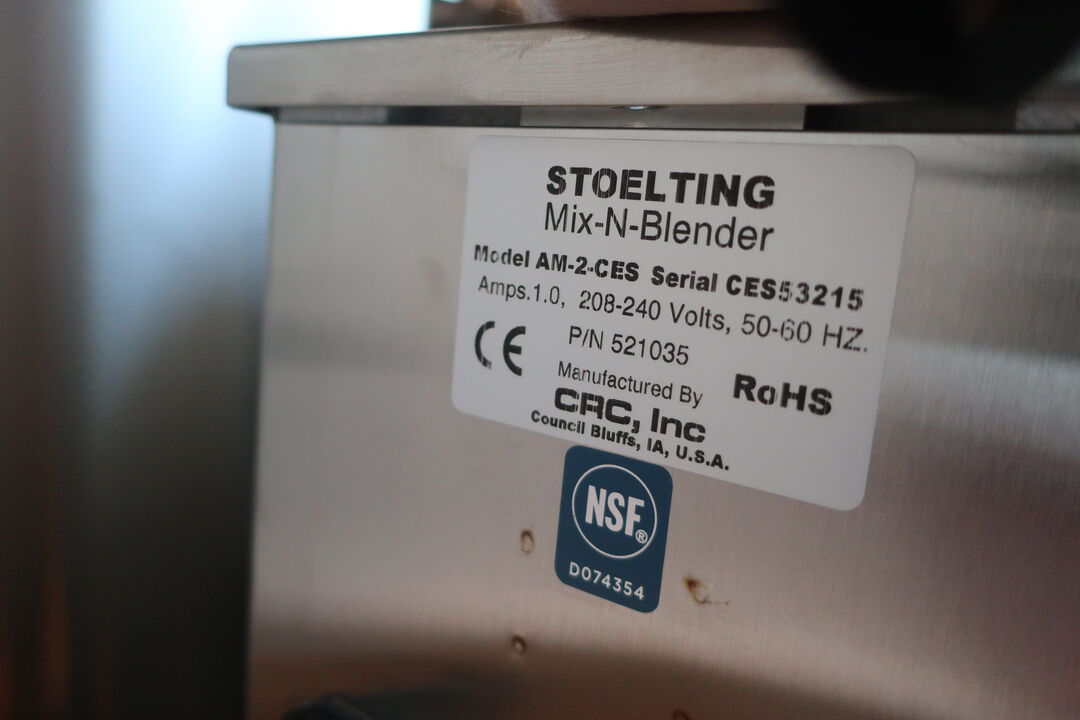 STOELTING
Mix-N-Blender
Model AM-2-CES Serial CES53215
Amps.1.0, 208-240 Volts, 50-60 HZ.
P/N 521035
CE
Manufactured By
RoHS
CRC, Inc
Council Bluffs, IA, U.S.A.
NSF®
D074354